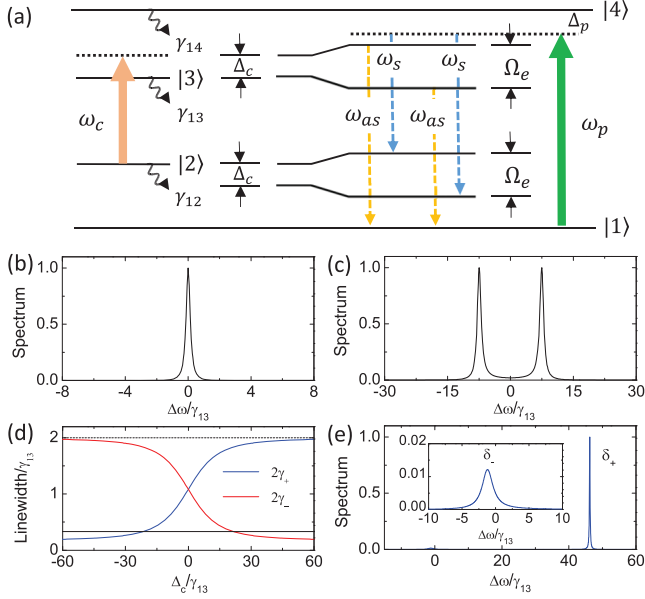 (a)
|4⟩
Δp
γ14
ωs
ωs
|3⟩
Δc
Ωe
ωc
γ13
ωas
ωas
ωp
|2⟩
Δc
Ωe
γ12
|1⟩
(b)
Spectrum
1.0
0.5
0.0
-8
-4
0
4
8
Δω/γ13
(c)
Spectrum
1.0
0.5
0.0
-30
-15
0
15
30
Δω/γ13
(d)
Linewidth/γ13
2
1
0
2γ+
2γ-
-60
-30
0
30
60
Δc/γ13
(e)
Spectrum
1.0
0.5
0.0
0.02
0.01
0.00
δ-
δ+
-10
-5
0
5
10
Δω/γ13
-20
0
20
40
60
Δω/γ13